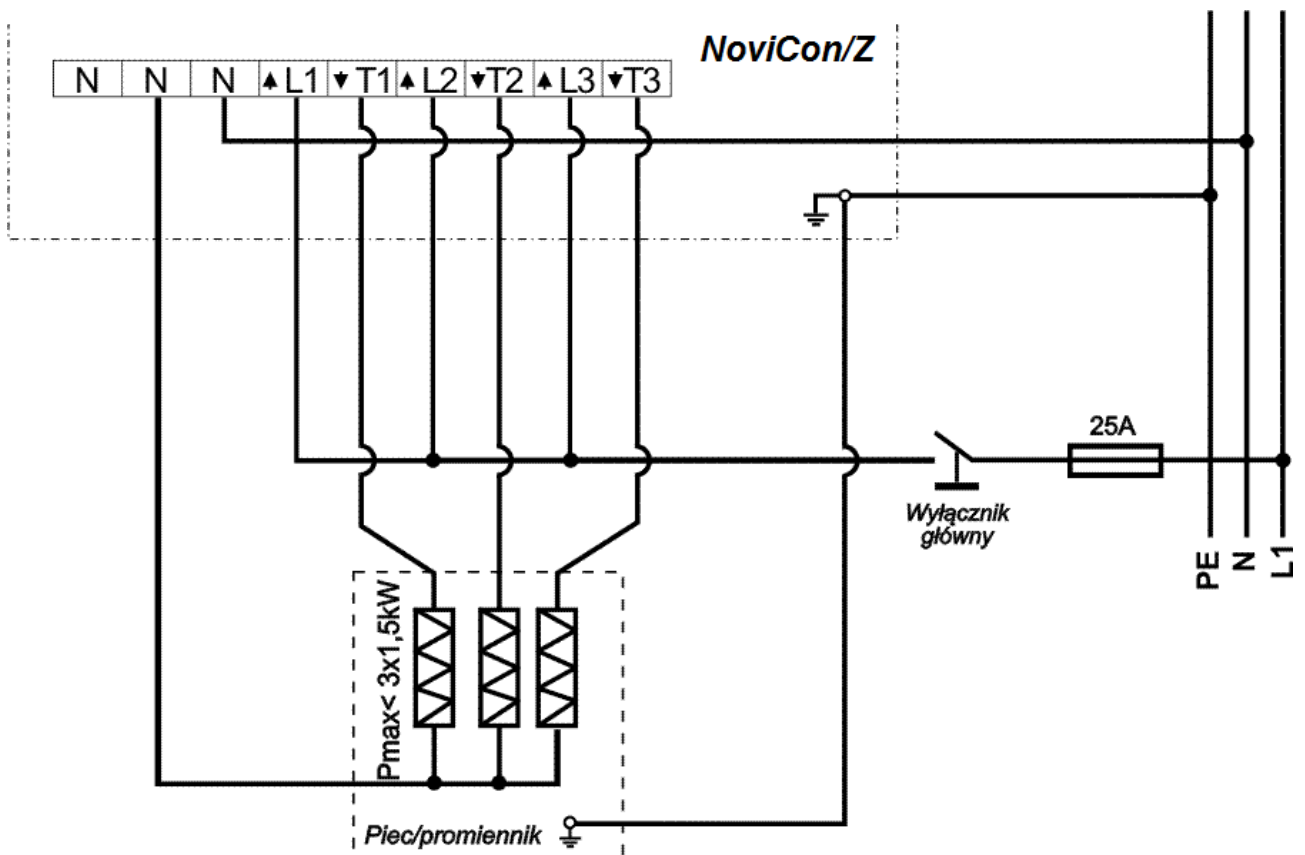 NoviCon/Z
N N N L1 T1 L2 T2 L3 T3
25A
Wyłącznik
główny
PE N L1
Pmax< 3x1,5kW
Piec/promiennik